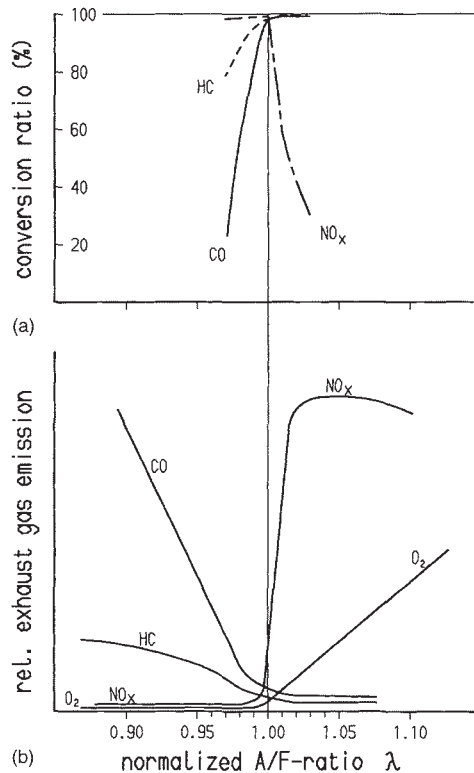 conversion ratio (%)
100
80
60
40
20
HC
CO
NOx
(a)
rel. exhaust gas emission
NOx
CO
O2
HC
O2
NOx
0.90
0.95
1.00
1.05
1.10
(b)
normalized A/F-ratio λ